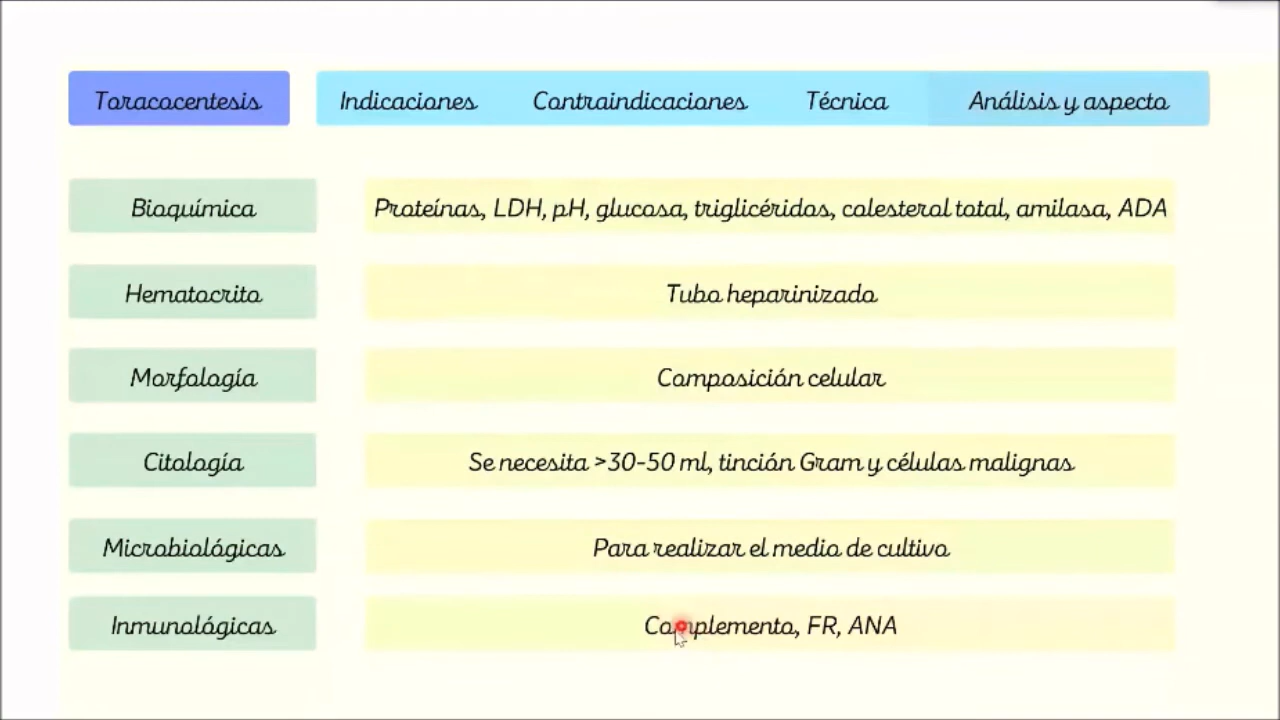 Toracocentesis
Indicaciones Contraindicaciones Técnica Análisis y aspecto
Bioquímica
Proteínas, LDH, pH, glucosa, triglicéridos, colesterol total, amilasa, ADA
Hematocrito
Tubo heparinizado
Morfología
Composición celular
Citología
Se necesita >30-50 ml, tinción Gram y células malignas
Microbiológicas
Para realizar el medio de cultivo
Inmunológicas
Complemento, FR, ANA